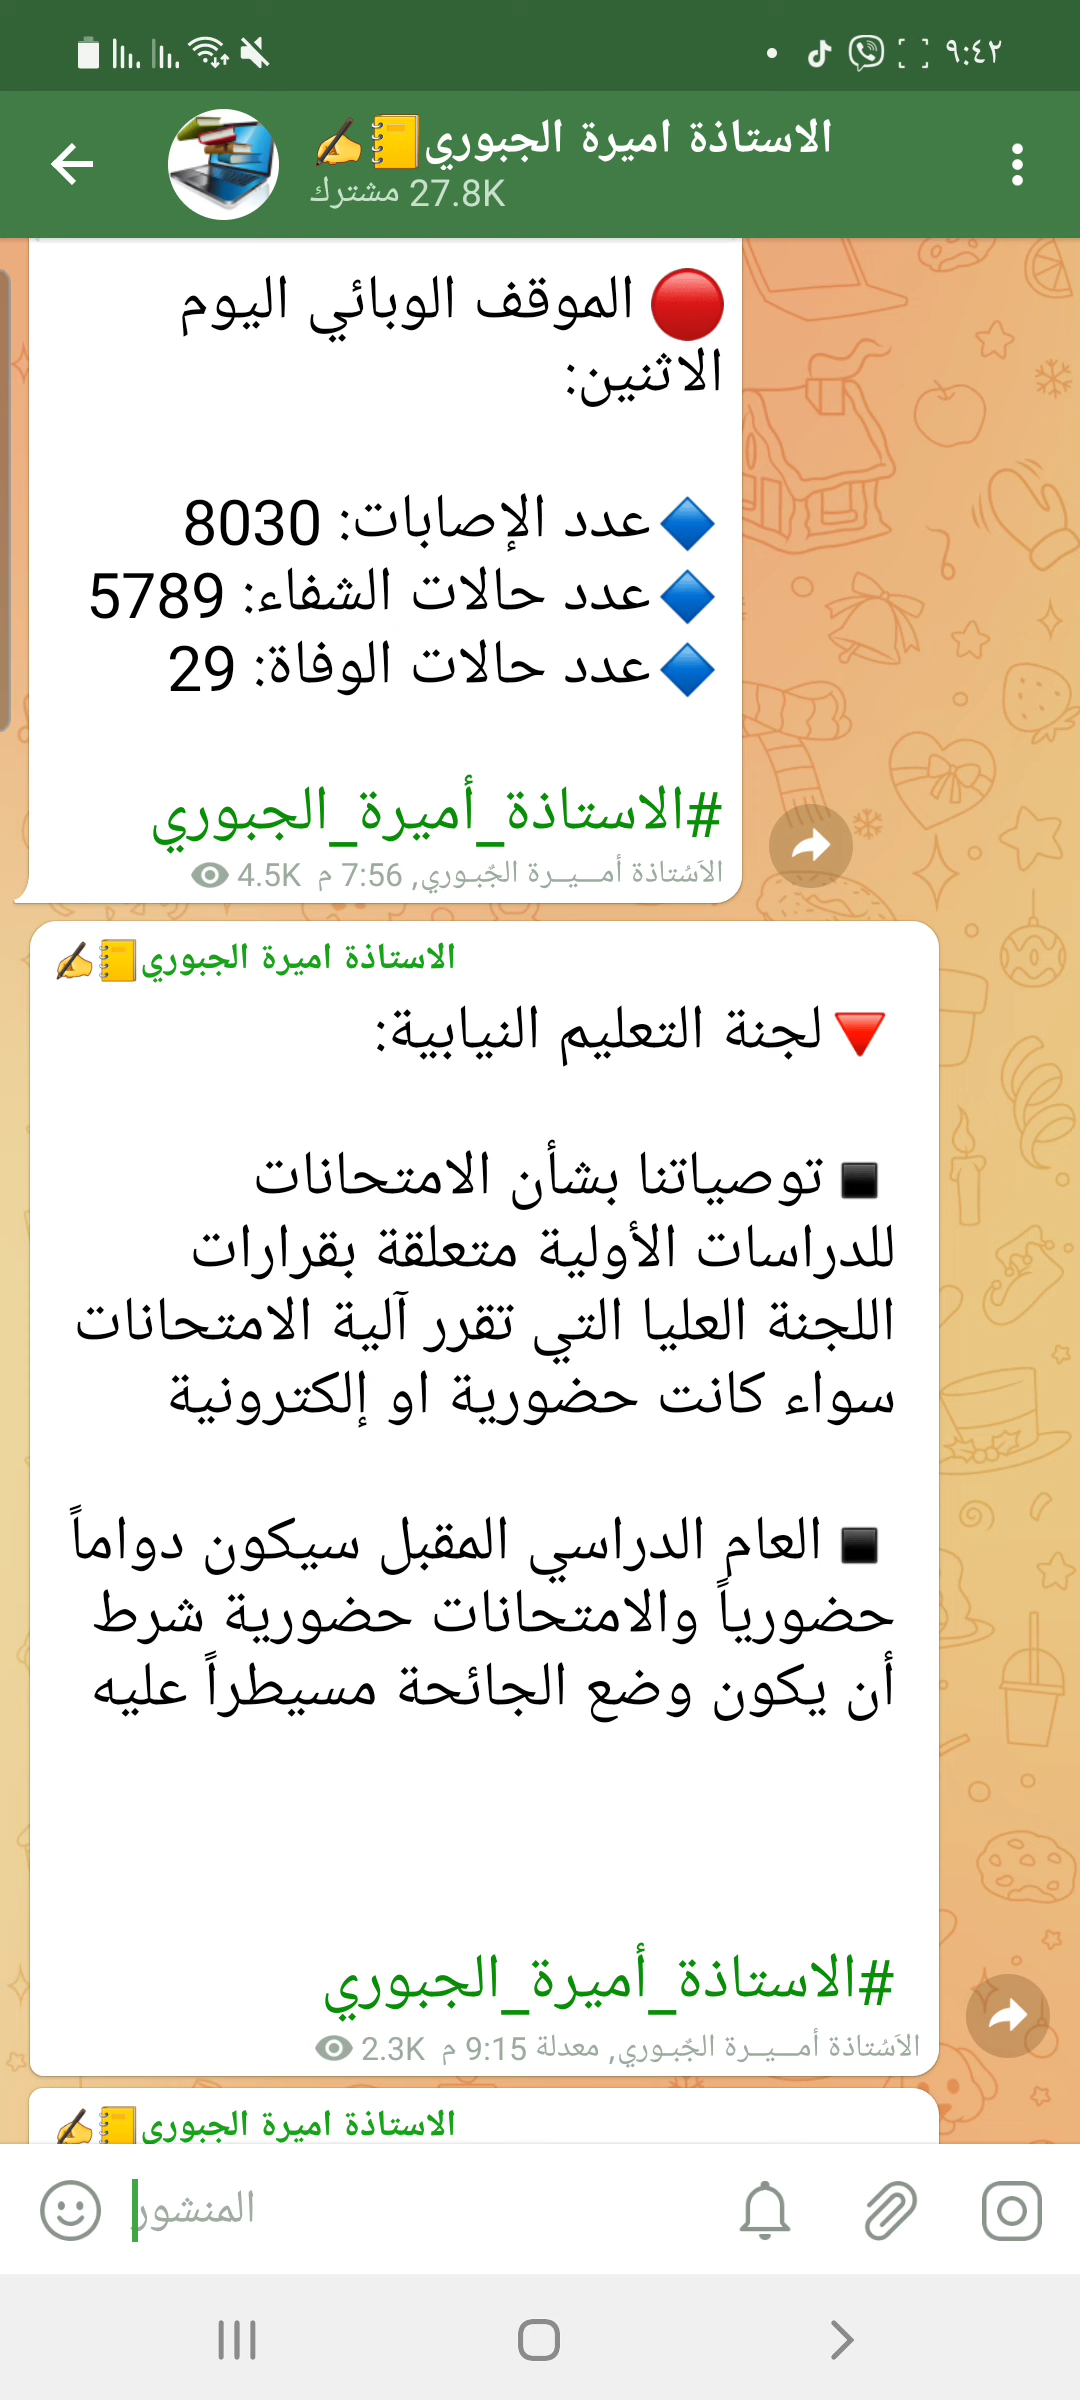 ٩:٤٢
الاستاذة اميرة الجبوري📒✍
27.8K مشترك
🔴 الموقف الوبائي اليوم
الاثنين:
🔷عدد الإصابات: 8030
🔷عدد حالات الشفاء: 5789
🔷عدد حالات الوفاة: 29
#الاستاذة_أميرة_الجبوري
الاَسُتاذة أمـــيــرة الجٌبـوري, 7:56 م 4.5K
الاستاذة اميرة الجبوري📒✍
🔻لجنة التعليم النيابية:
◾ توصياتنا بشأن الامتحانات
للدراسات الأولية متعلقة بقرارات
اللجنة العليا التي تقرر آلية الامتحانات
سواء كانت حضورية او إلكترونية
◾ العام الدراسي المقبل سيكون دواماً
حضورياً والامتحانات حضورية شرط
أن يكون وضع الجائحة مسيطراً عليه
#الاستاذة_أميرة_الجبوري
الاَسُتاذة أمـــيــرة الجٌبـوري, معدلة 9:15 م 2.3K
الاستاذة اميرة الجبوري📒✍
المنشور